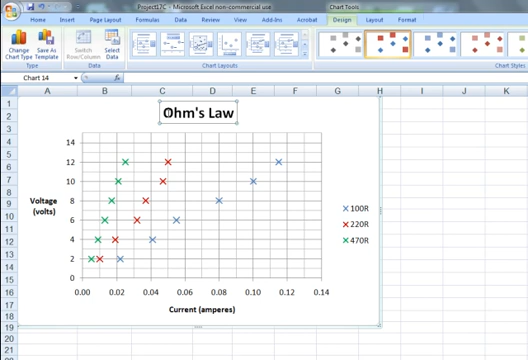 Project17C - Microsoft Excel non-commercial use
Chart Tools
Home Insert Page Layout Formulas Data Review View Add-Ins Acrobat Design Layout Format
Change Chart Type
Save As Template
Switch Row/Column
Select Data
Type Data Chart Layouts Chart Styles
Chart 14 fx
A B C D E F G H I J K
1
2
3
4
5
6
7
8
9
10
11
12
13
14
15
16
17
18
19
20
21
Ohm's Law
14
12
10
8
6
4
2
0
Voltage
(volts)
0.00 0.02 0.04 0.06 0.08 0.10 0.12 0.14
Current (amperes)
100R
220R
470R